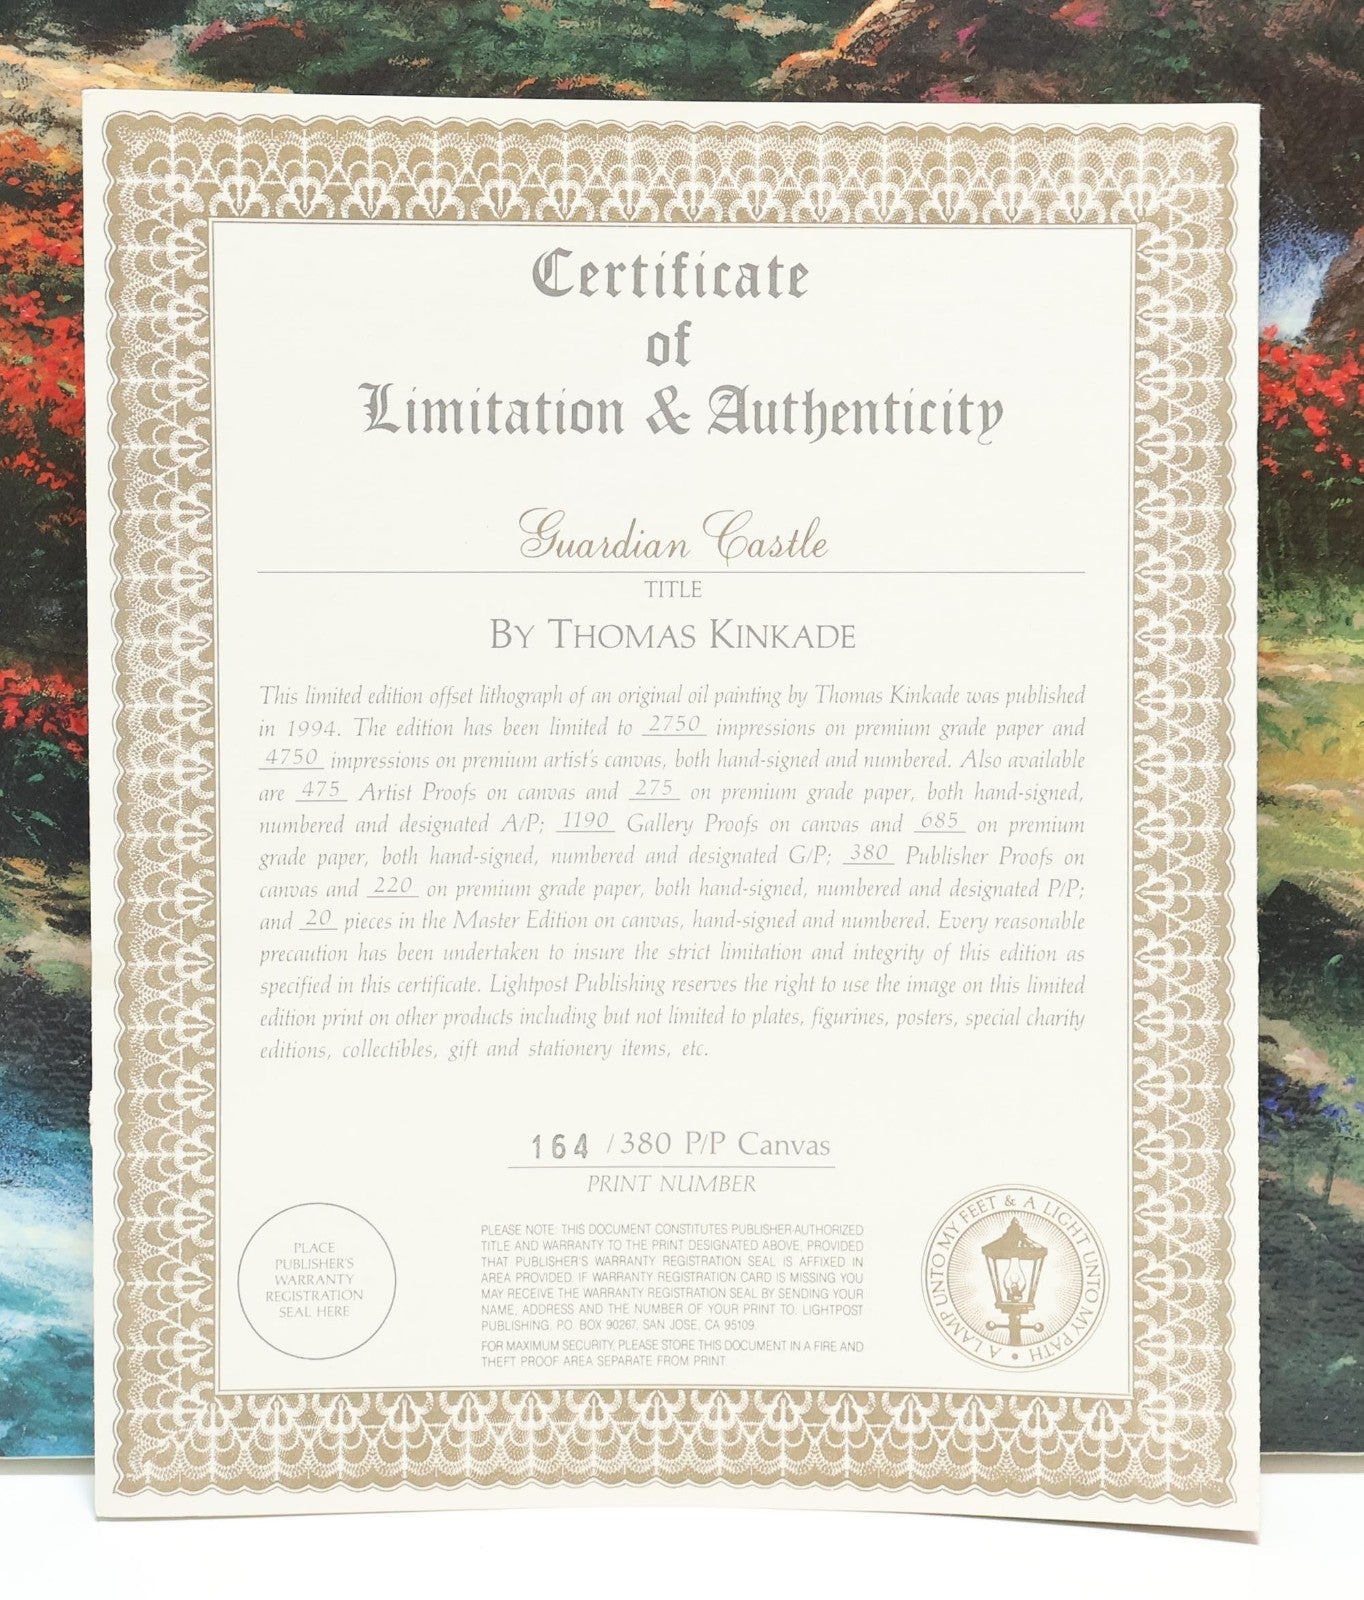 Certificate
of
Limitation & Authenticity
Guardian Castle
TITLE
BY THOMAS KINKADE
This limited edition offset lithograph of an original oil painting by Thomas Kinkade was published
in 1994. The edition has been limited to 2750 impressions on premium grade paper and
4750 impressions on premium artist's canvas, both hand-signed and numbered. Also available
are 475 Artist Proofs on canvas and 275 on premium grade paper, both hand-signed,
numbered and designated A/P; 1190 Gallery Proofs on canvas and 685 on premium
grade paper, both hand-signed, numbered and designated G/P; 380 Publisher Proofs on
canvas and 220 on premium grade paper, both hand-signed, numbered and designated P/P;
and 20 pieces in the Master Edition on canvas, hand-signed and numbered. Every reasonable
precaution has been undertaken to insure the strict limitation and integrity of this edition as
specified in this certificate. Lightpost Publishing reserves the right to use the image on this limited
edition print on other products including but not limited to plates, figurines, posters, special charity
editions, collectibles, gift and stationery items, etc.
164 /380 P/P Canvas
PRINT NUMBER
PLACE
PUBLISHER'S
WARRANTY
REGISTRATION
SEAL HERE
PLEASE NOTE: THIS DOCUMENT CONSTITUTES PUBLISHER-AUTHORIZED
TITLE AND WARRANTY TO THE PRINT DESIGNATED ABOVE, PROVIDED
THAT PUBLISHER'S WARRANTY REGISTRATION SEAL IS AFFIXED IN
AREA PROVIDED. IF WARRANTY REGISTRATION CARD IS MISSING YOU
MAY RECEIVE THE WARRANTY REGISTRATION SEAL BY SENDING YOUR
NAME, ADDRESS AND THE NUMBER OF YOUR PRINT TO: LIGHTPOST
PUBLISHING, P.O. BOX 90267, SAN JOSE, CA 95109.
FOR MAXIMUM SECURITY, PLEASE STORE THIS DOCUMENT IN A FIRE AND
THEFT PROOF AREA SEPARATE FROM PRINT.
A LAMP UNTO MY FEET & A LIGHT UNTO MY PATH •